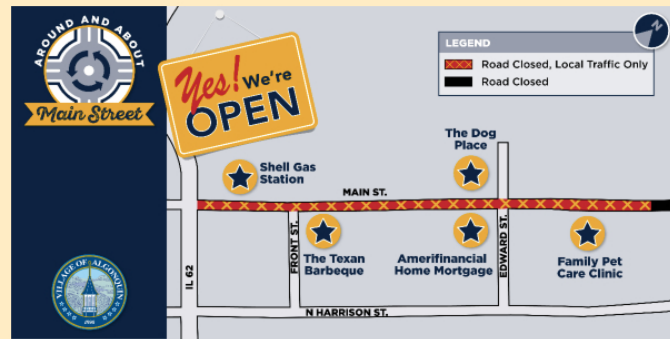 AROUND AND ABOUT
Main Street
Yes! We're
OPEN
N
LEGEND
Road Closed, Local Traffic Only
Road Closed
The Dog
Place
Shell Gas
Station
MAIN ST.
FRONT ST.
The Texan
Barbeque
Amerifinancial
Home Mortgage
EDWARD ST.
Family Pet
Care Clinic
IL 62
N HARRISON ST.
VILLAGE OF ALGONQUIN